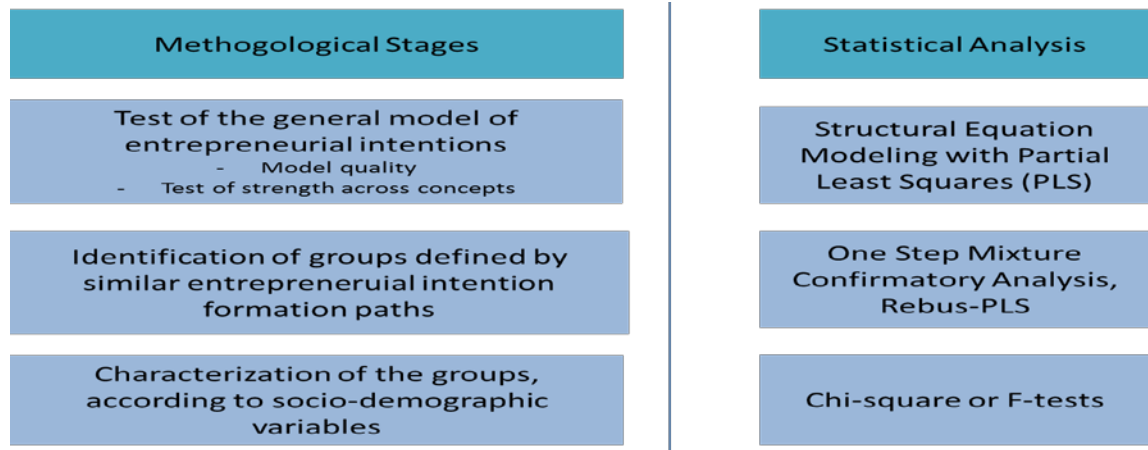 Methogological Stages
Statistical Analysis
Test of the general model of
entrepreneurial intentions
- Model quality
- Test of strength across concepts
Structural Equation
Modeling with Partial
Least Squares (PLS)
Identification of groups defined by
similar entrepreneruial intention
formation paths
One Step Mixture
Confirmatory Analysis,
Rebus-PLS
Characterization of the groups,
according to socio-demographic
variables
Chi-square or F-tests